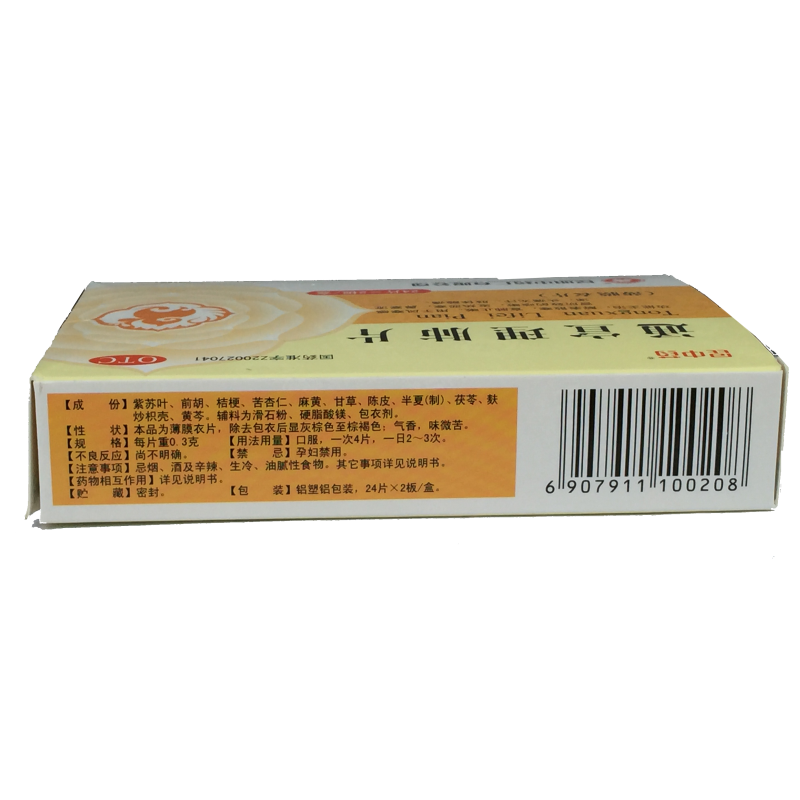 通宣理肺片
Tongxuan Lifei Pian
（薄膜衣片）
昆中药
OTC
国药准字Z20027041
【成　份】紫苏叶、前胡、桔梗、苦杏仁、麻黄、甘草、陈皮、半夏(制)、茯苓、麸
炒枳壳、黄芩。辅料为滑石粉、硬脂酸镁、包衣剂。
【性　状】本品为薄膜衣片，除去包衣后显灰棕色至棕褐色；气香，味微苦。
【规　格】每片重0.3克 【用法用量】口服，一次4片，一日2～3次。
【不良反应】尚不明确。 【禁　忌】孕妇禁用。
【注意事项】忌烟、酒及辛辣、生冷、油腻性食物。其它事项详见说明书。
【药物相互作用】详见说明书。
【贮　藏】密封。 【包　装】铝塑铝包装，24片×2板/盒。
6 907911 100208